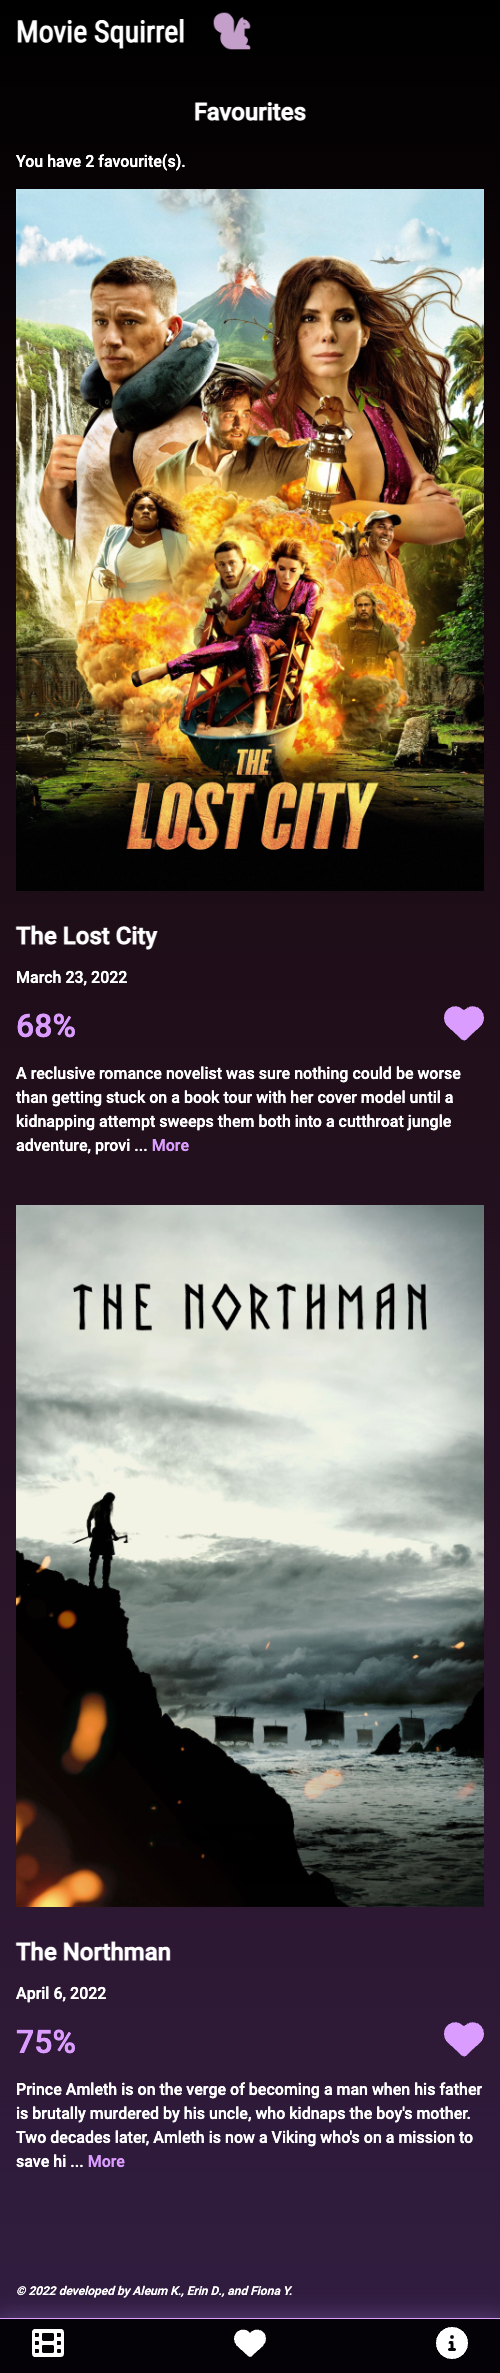 Movie Squirrel
Favourites
You have 2 favourite(s).
THE
LOST CITY
The Lost City
March 23, 2022
68%
A reclusive romance novelist was sure nothing could be worse
than getting stuck on a book tour with her cover model until a
kidnapping attempt sweeps them both into a cutthroat jungle
adventure, provi ... More
THE NORTHMAN
The Northman
April 6, 2022
75%
Prince Amleth is on the verge of becoming a man when his father
is brutally murdered by his uncle, who kidnaps the boy's mother.
Two decades later, Amleth is now a Viking who's on a mission to
save hi ... More
© 2022 developed by Aleum K., Erin D., and Fiona Y.